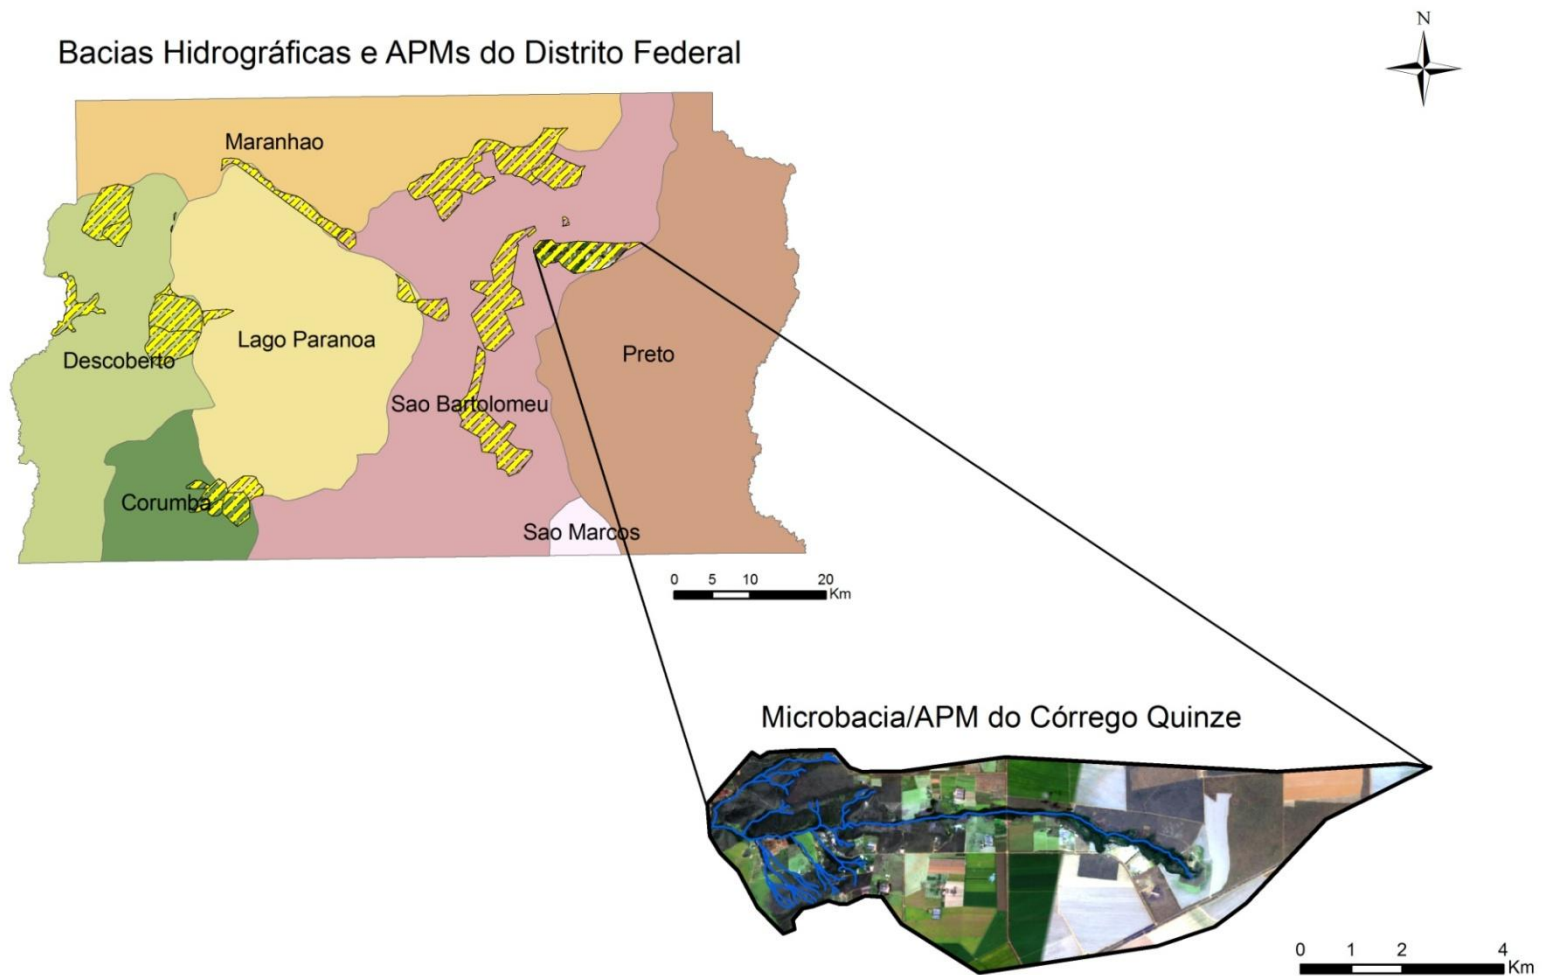 N
Bacias Hidrográficas e APMs do Distrito Federal
Maranhao
Lago Paranoa
Descoberto
Preto
Sao Bartolomeu
Corumba
Sao Marcos
0 5 10 20
Km
Microbacia/APM do Córrego Quinze
0 1 2 4
Km